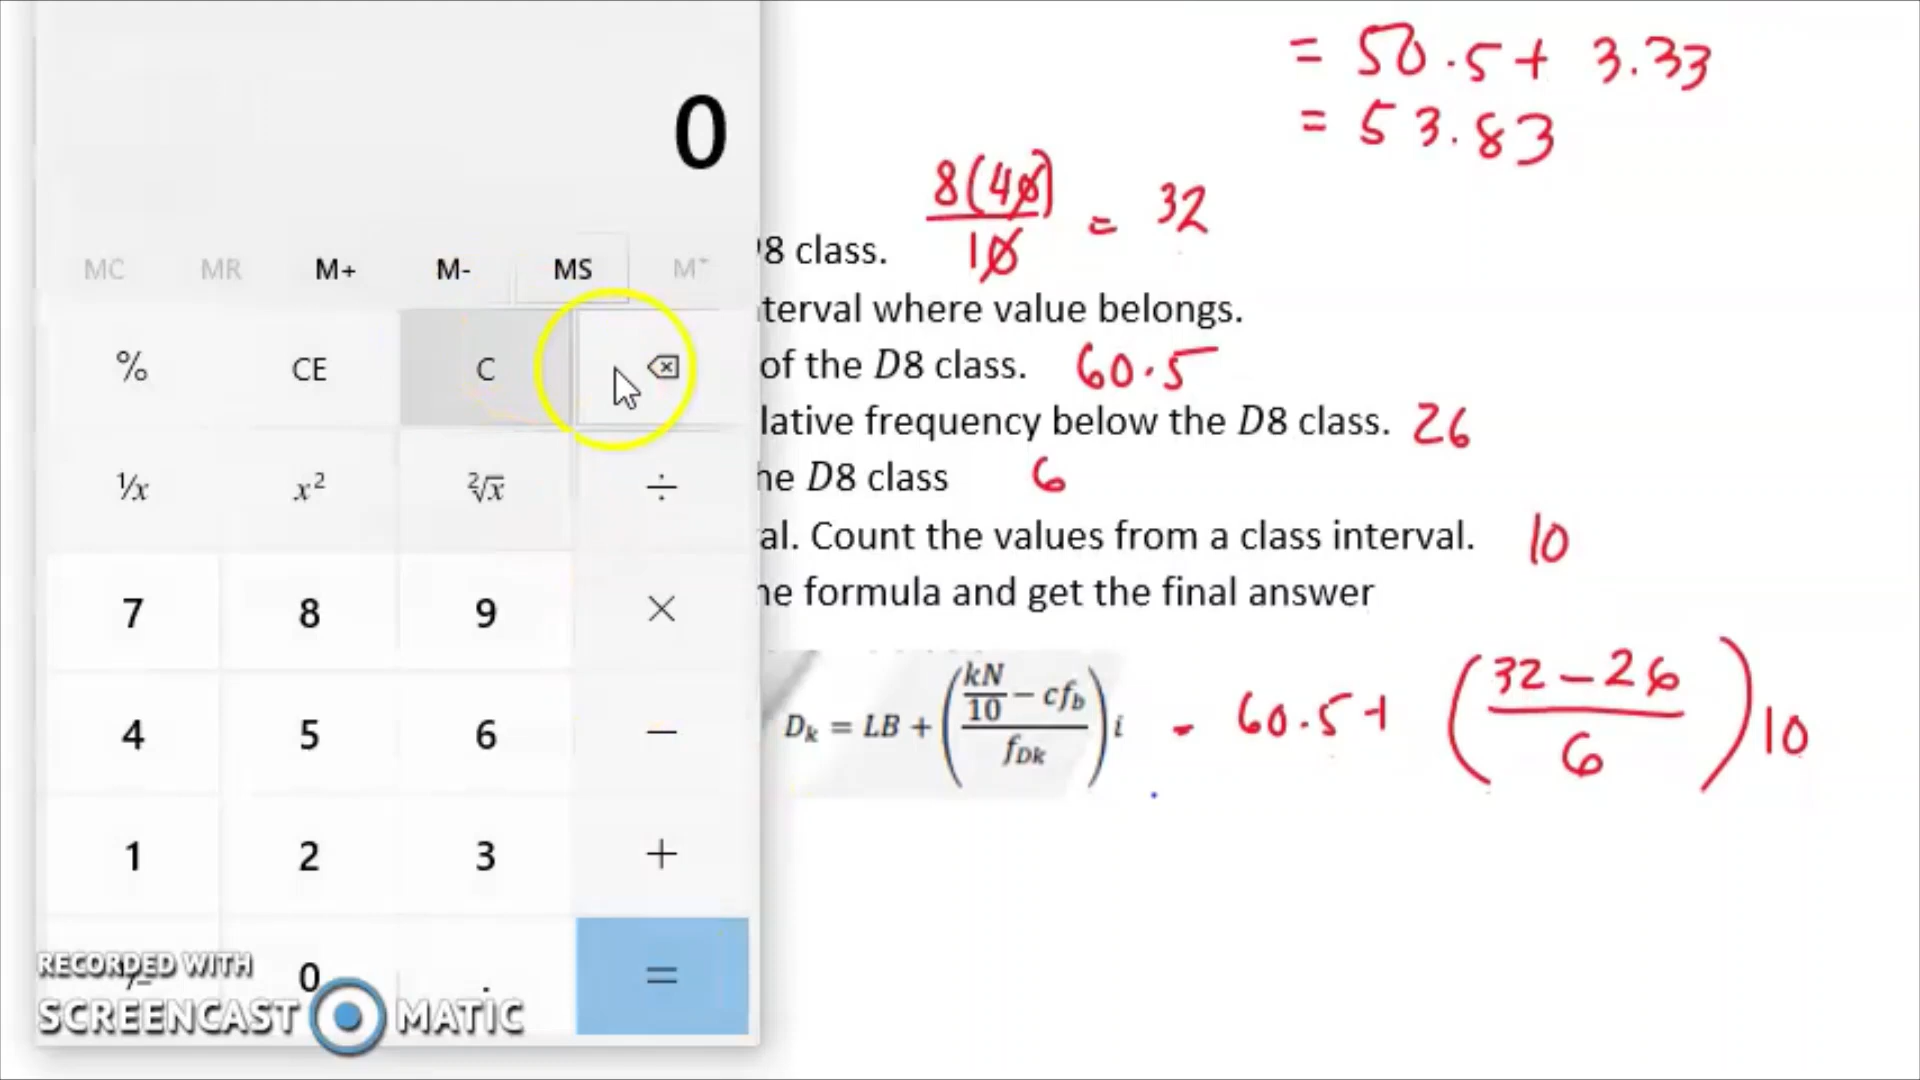 = 50.5 + 3.33
= 53.83
0
8(40)
10
= 32
8 class.
MC MR M+ M- MS M˅
terval where value belongs.
% CE C
of the D8 class. 60.5
lative frequency below the D8 class. 26
he D8 class 6
¹/x x² ²√x ÷
al. Count the values from a class interval. 10
he formula and get the final answer
7 8 9 ×
D_k = LB + ( (kN/10 − cf_b) / f_Dk ) i - 60.5 + ( (32 − 26) / 6 ) 10
4 5 6 −
1 2 3 +
0 . =
RECORDED WITH
SCREENCAST MATIC